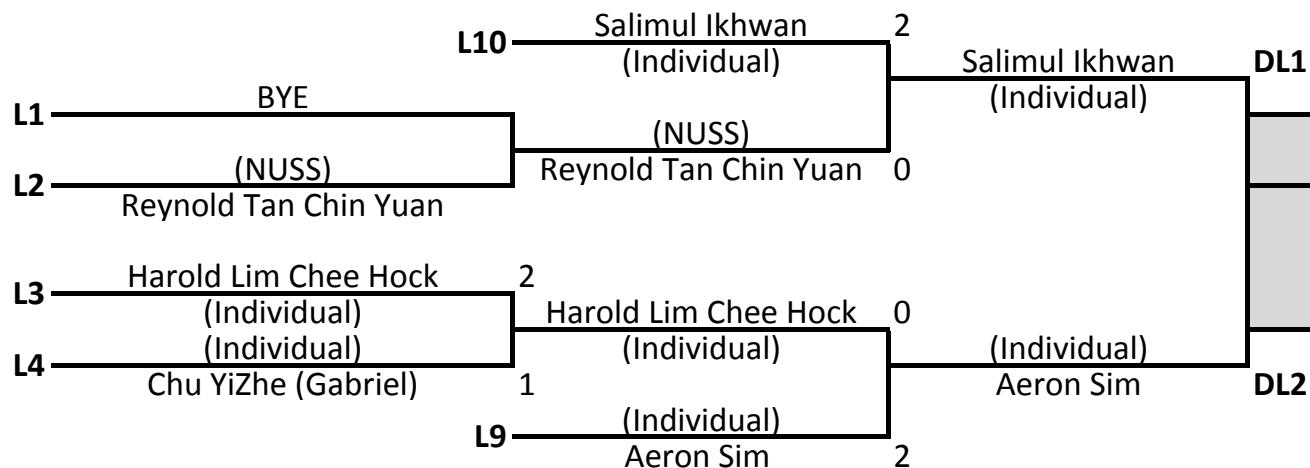 L10 Salimul Ikhwan 2
(Individual) Salimul Ikhwan DL1
L1 BYE (Individual)
L2 (NUSS) (NUSS)
Reynold Tan Chin Yuan Reynold Tan Chin Yuan 0
L3 Harold Lim Chee Hock 2
(Individual) Harold Lim Chee Hock 0
L4 (Individual) (Individual) (Individual)
Chu YiZhe (Gabriel) 1 Aeron Sim DL2
L9 (Individual)
Aeron Sim 2